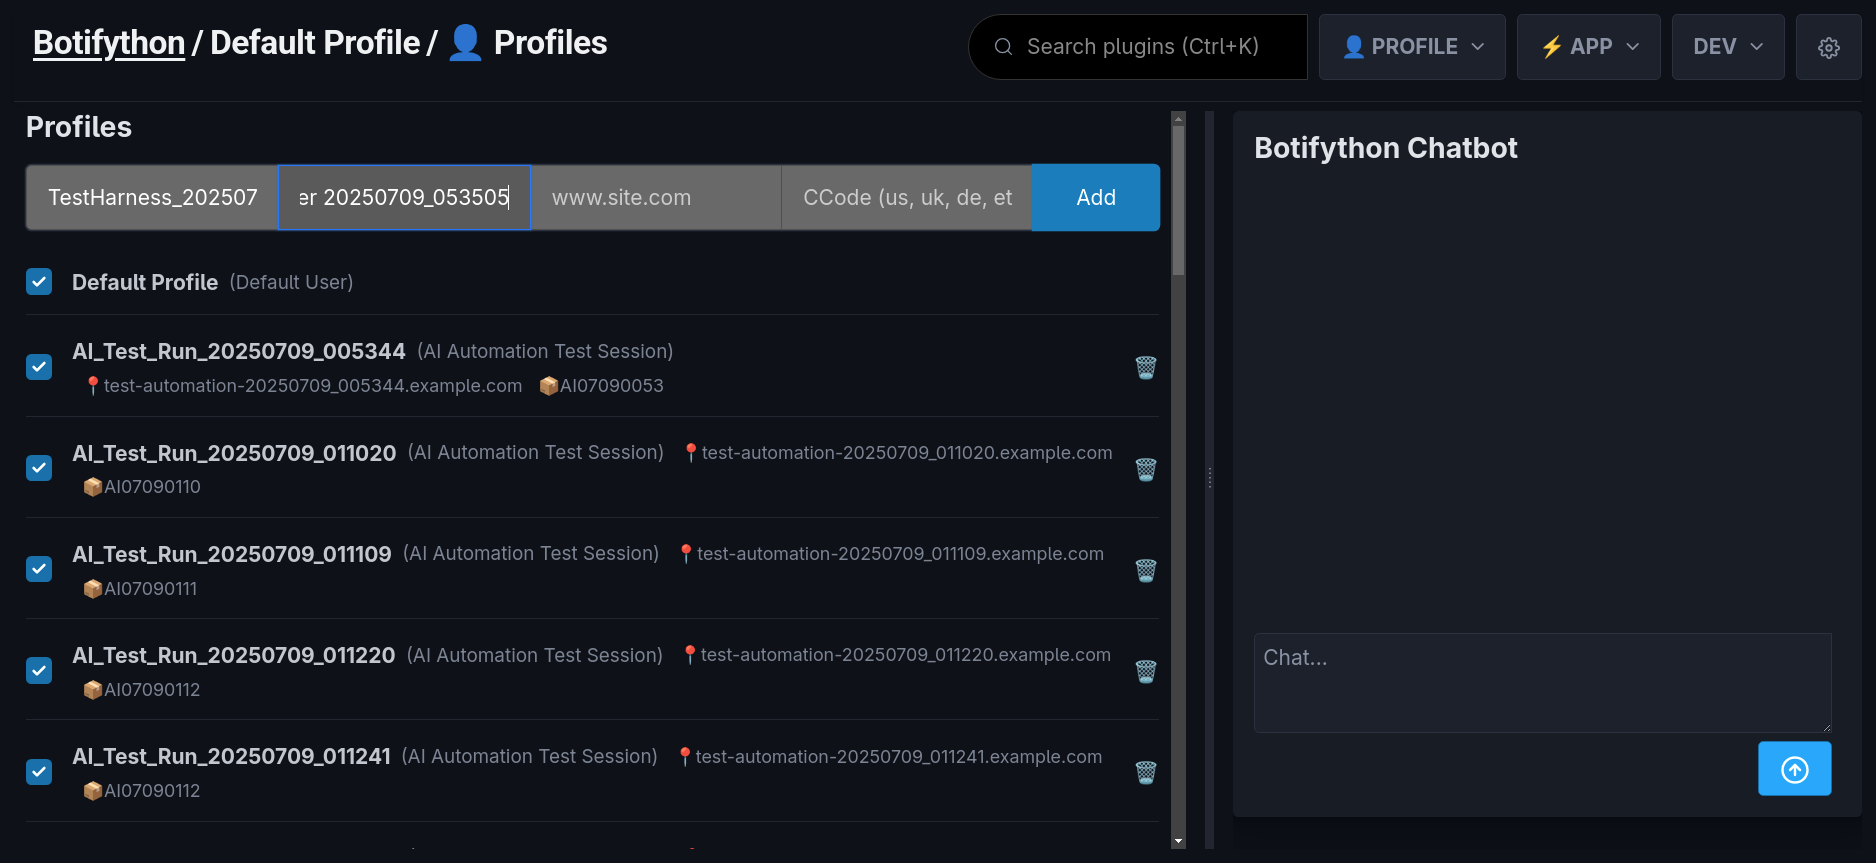 Botifython / Default Profile / 👤 Profiles
Search plugins (Ctrl+K)
👤 PROFILE
⚡ APP
DEV
Profiles
TestHarness_202507
er 20250709_053505
www.site.com
CCode (us, uk, de, et
Add
Default Profile (Default User)
AI_Test_Run_20250709_005344 (AI Automation Test Session)
📍test-automation-20250709_005344.example.com 📦AI07090053
AI_Test_Run_20250709_011020 (AI Automation Test Session) 📍test-automation-20250709_011020.example.com
📦AI07090110
AI_Test_Run_20250709_011109 (AI Automation Test Session) 📍test-automation-20250709_011109.example.com
📦AI07090111
AI_Test_Run_20250709_011220 (AI Automation Test Session) 📍test-automation-20250709_011220.example.com
📦AI07090112
AI_Test_Run_20250709_011241 (AI Automation Test Session) 📍test-automation-20250709_011241.example.com
📦AI07090112
Botifython Chatbot
Chat...